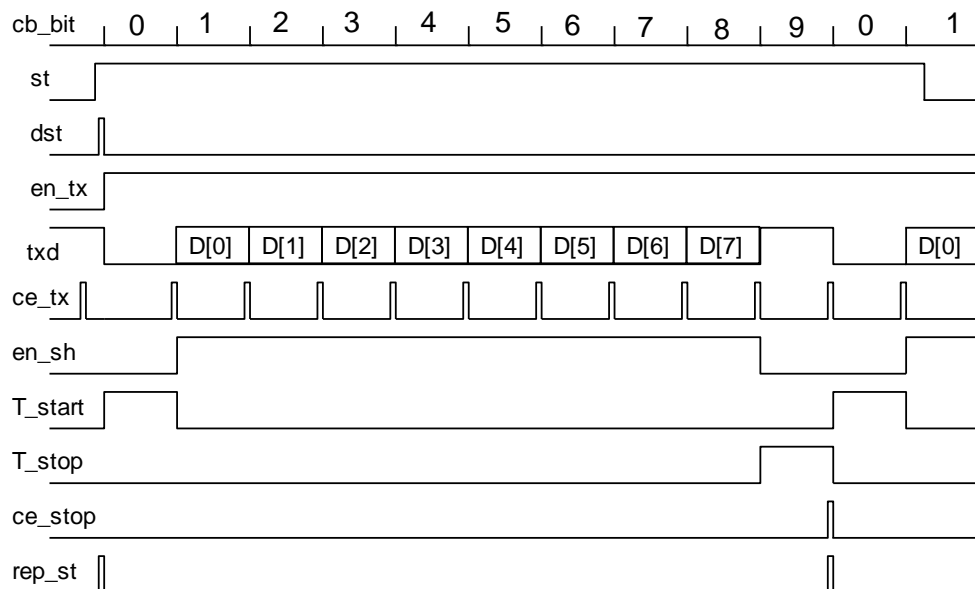 cb_bit 0 1 2 3 4 5 6 7 8 9 0 1
st
dst
en_tx
txd D[0] D[1] D[2] D[3] D[4] D[5] D[6] D[7] D[0]
ce_tx
en_sh
T_start
T_stop
ce_stop
rep_st